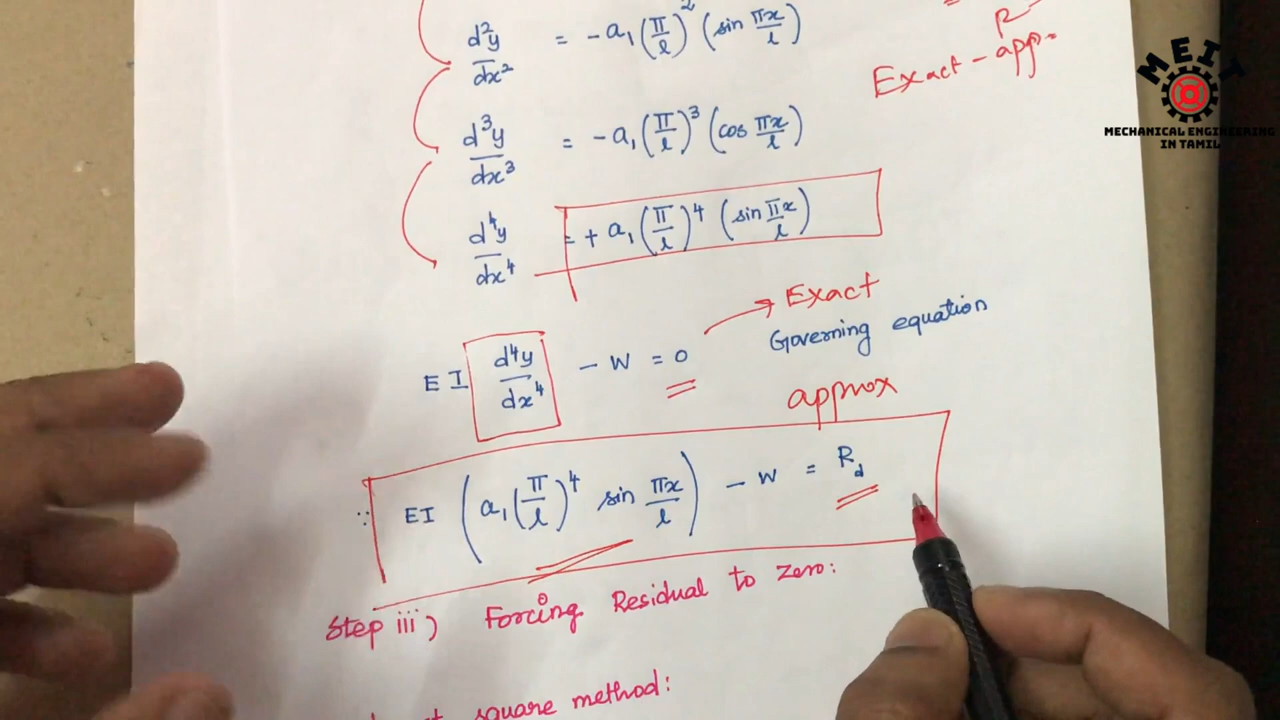 d²y/dx² = -a₁(π/l)² (sin πx/l)
R
Exact - app.
MEIT
MECHANICAL ENGINEERING
IN TAMIL
d³y/dx³ = -a₁(π/l)³ (cos πx/l)
d⁴y/dx⁴ = + a₁(π/l)⁴ (sin πx/l)
Exact
EI d⁴y/dx⁴ - W = 0 Governing equation
approx
∵ EI (a₁(π/l)⁴ sin πx/l) - W = R_d
Step iii) Forcing Residual to Zero:
square method: